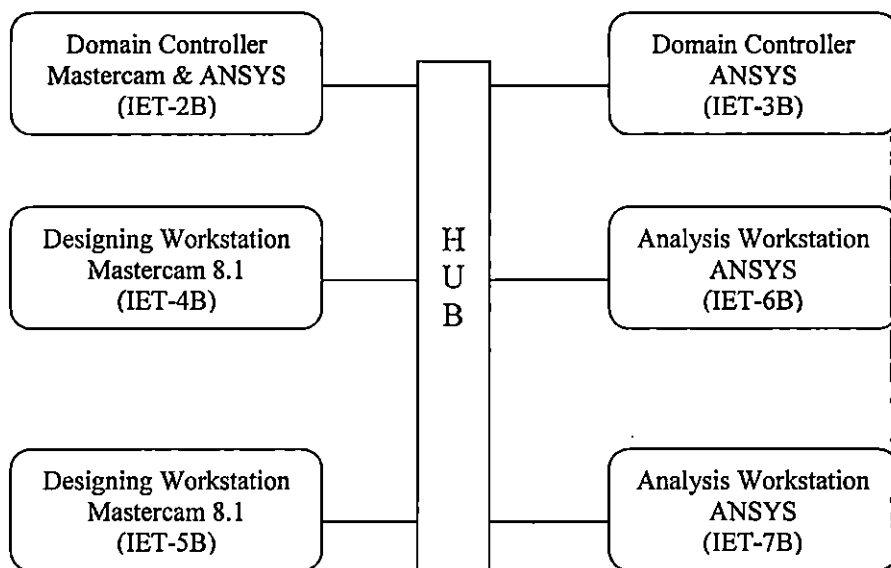 Domain Controller
Mastercam & ANSYS
(IET-2B)
Domain Controller
ANSYS
(IET-3B)
Designing Workstation
Mastercam 8.1
(IET-4B)
H
U
B
Analysis Workstation
ANSYS
(IET-6B)
Designing Workstation
Mastercam 8.1
(IET-5B)
Analysis Workstation
ANSYS
(IET-7B)